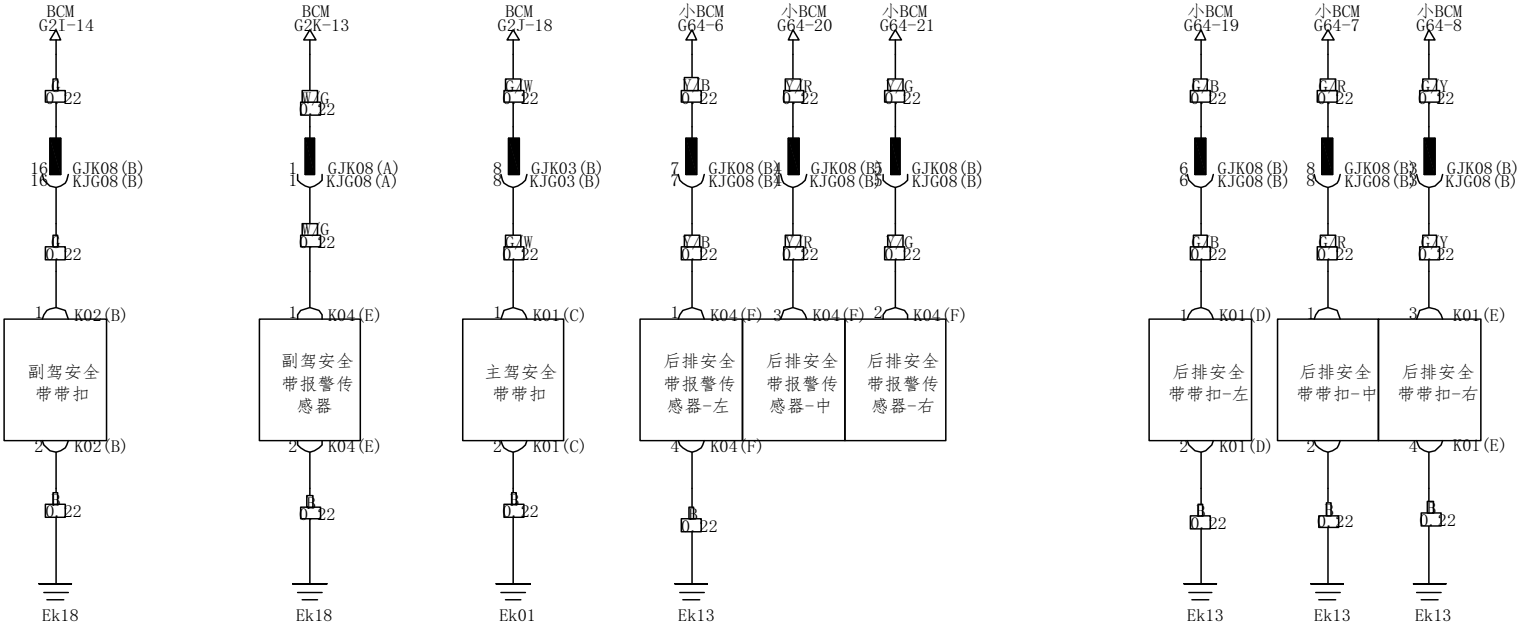 BCM
G2I-14
BCM
G2K-13
BCM
G2J-18
小BCM
G64-6
小BCM
G64-20
小BCM
G64-21
小BCM
G64-19
小BCM
G64-7
小BCM
G64-8
G
0.22
W/G
0.22
G/W
0.22
Y/B
0.22
Y/R
0.22
Y/G
0.22
G/B
0.22
G/R
0.22
G/Y
0.22
16 GJK08(B)
16 KJG08(B)
1 GJK08(A)
1 KJG08(A)
8 GJK03(B)
8 KJG03(B)
7 GJK08(B)
7 KJG08(B)
4 GJK08(B)
4 KJG08(B)
5 GJK08(B)
5 KJG08(B)
6 GJK08(B)
6 KJG08(B)
8 GJK08(B)
8 KJG08(B)
3 GJK08(B)
3 KJG08(B)
G
0.22
W/G
0.22
G/W
0.22
Y/B
0.22
Y/R
0.22
Y/G
0.22
G/B
0.22
G/R
0.22
G/Y
0.22
1 K02(B)
1 K04(E)
1 K01(C)
1 K04(F)
3 K04(F)
2 K04(F)
1 K01(D)
1
3 K01(E)
副驾安全
带带扣
副驾安全
带报警传
感器
主驾安全
带带扣
后排安全
带报警传
感器-左
后排安全
带报警传
感器-中
后排安全
带报警传
感器-右
后排安全
带带扣-左
后排安全
带带扣-中
后排安全
带带扣-右
2 K02(B)
2 K04(E)
2 K01(C)
4 K04(F)
2 K01(D)
2
4 K01(E)
B
0.22
B
0.22
B
0.22
B
0.22
B
0.22
B
0.22
B
0.22
Ek18
Ek18
Ek01
Ek13
Ek13
Ek13
Ek13